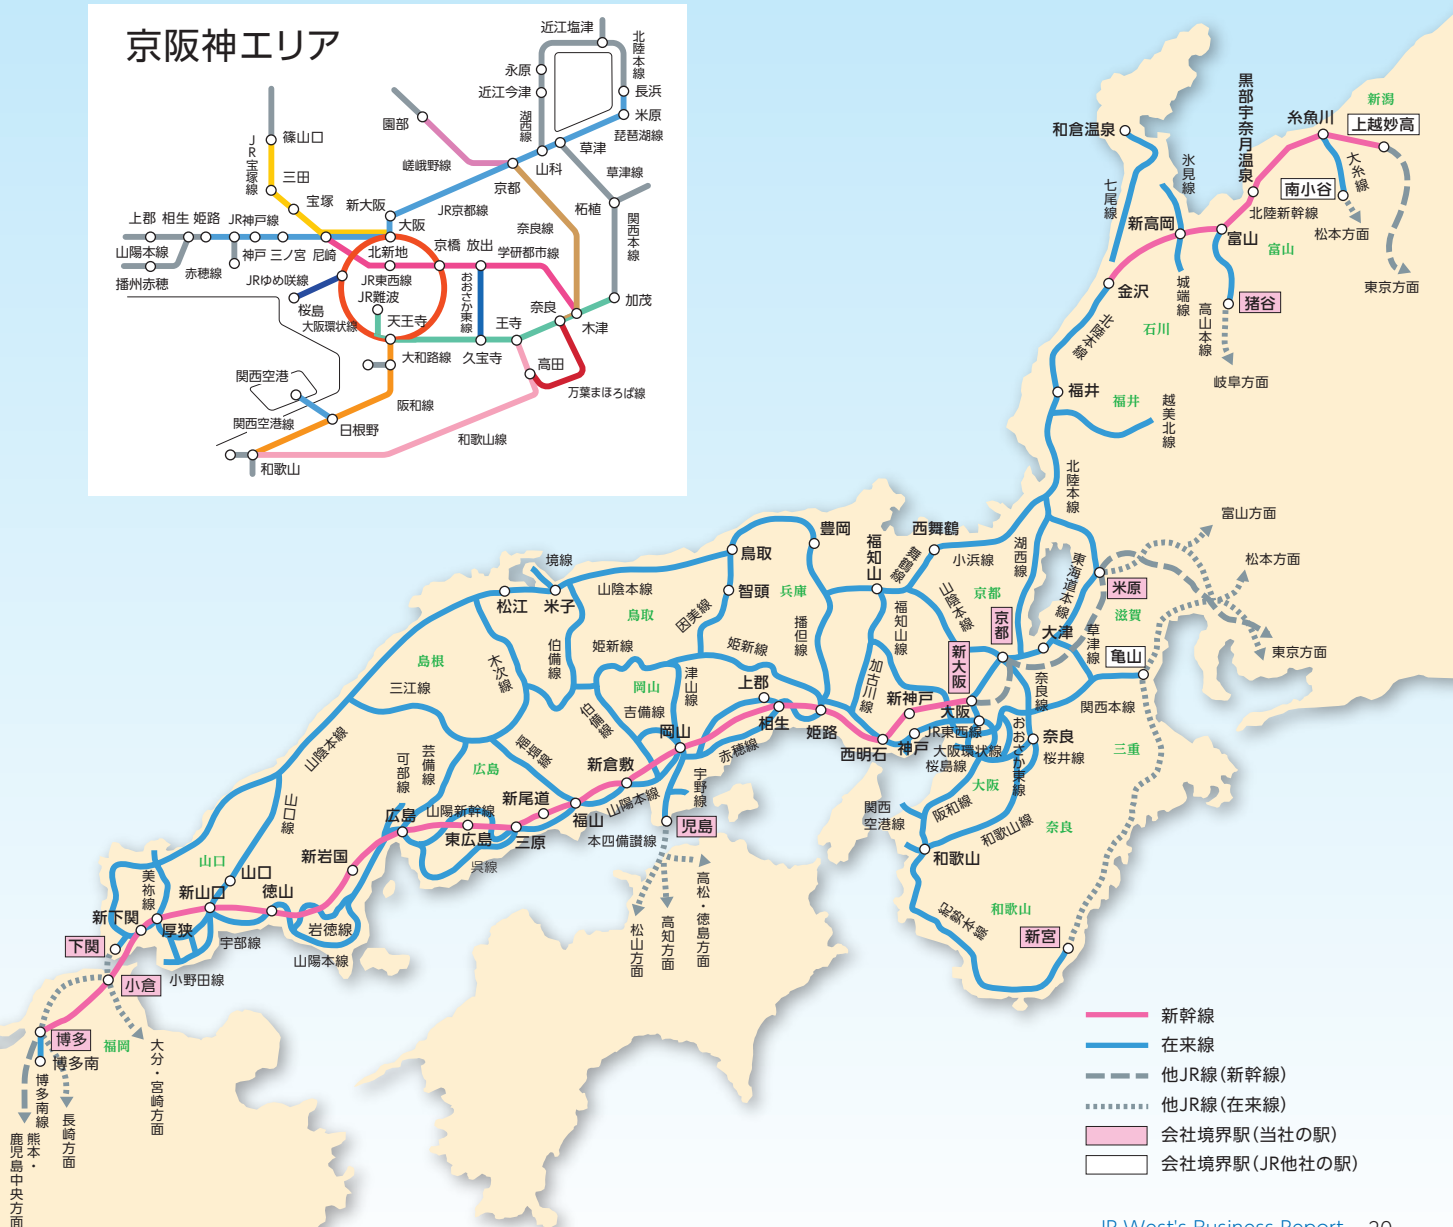 京阪神エリア
近江塩津
北陸本線
永原
近江今津
長浜
湖西線
米原
琵琶湖線
園部
嵯峨野線
草津
山科
京都
草津線
柘植
関西本線
JR宝塚線
篠山口
三田
宝塚
新大阪
大阪
JR京都線
奈良線
上郡
相生
姫路
JR神戸線
山陽本線
赤穂線
播州赤穂
神戸
三ノ宮
尼崎
北新地
京橋
放出
学研都市線
JRゆめ咲線
JR東西線
桜島
JR難波
大阪環状線
天王寺
おおさか東線
王寺
奈良
木津
加茂
大和路線
久宝寺
高田
万葉まほろば線
関西空港
関西空港線
日根野
阪和線
和歌山線
和歌山
和倉温泉
七尾線
氷見線
黒部宇奈月温泉
糸魚川
新潟
上越妙高
大糸線
南小谷
松本方面
東京方面
新高岡
富山
北陸新幹線
富山
金沢
城端線
高山本線
猪谷
岐阜方面
石川
北陸本線
福井
福井
越美北線
北陸本線
富山方面
松本方面
東京方面
豊岡
西舞鶴
福知山
舞鶴線
小浜線
湖西線
東海道本線
米原
滋賀
境線
鳥取
智頭
兵庫
山陰本線
松江
米子
鳥取
因美線
播但線
福知山線
山陰本線
京都
京都
大津
草津線
亀山
島根
木次線
伯備線
姫新線
姫新線
加古川線
新大阪
奈良線
関西本線
三江線
岡山
津山線
上郡
新神戸
大阪
伯備線
吉備線
岡山
相生
姫路
西明石
神戸
JR東西線
大阪環状線
桜島線
おおさか東線
奈良
桜井線
三重
赤穂線
大阪
山陰本線
可部線
芸備線
広島
福塩線
新倉敷
宇野線
山陽本線
新尾道
福山
山陽新幹線
広島
東広島
三原
呉線
本四備讃線
児島
関西
空港線
阪和線
和歌山線
奈良
和歌山
和歌山
紀勢本線
新宮
山口線
山口
新岩国
山口
徳山
新山口
美祢線
新下関
厚狭
下関
宇部線
岩徳線
山陽本線
小野田線
小倉
博多
福岡
博多南
博多南線
大分・宮崎方面
長崎方面
熊本・
鹿児島中央方面
松山方面
高知方面
高松・徳島方面
新幹線
在来線
他JR線（新幹線）
他JR線（在来線）
会社境界駅（当社の駅）
会社境界駅（JR他社の駅）